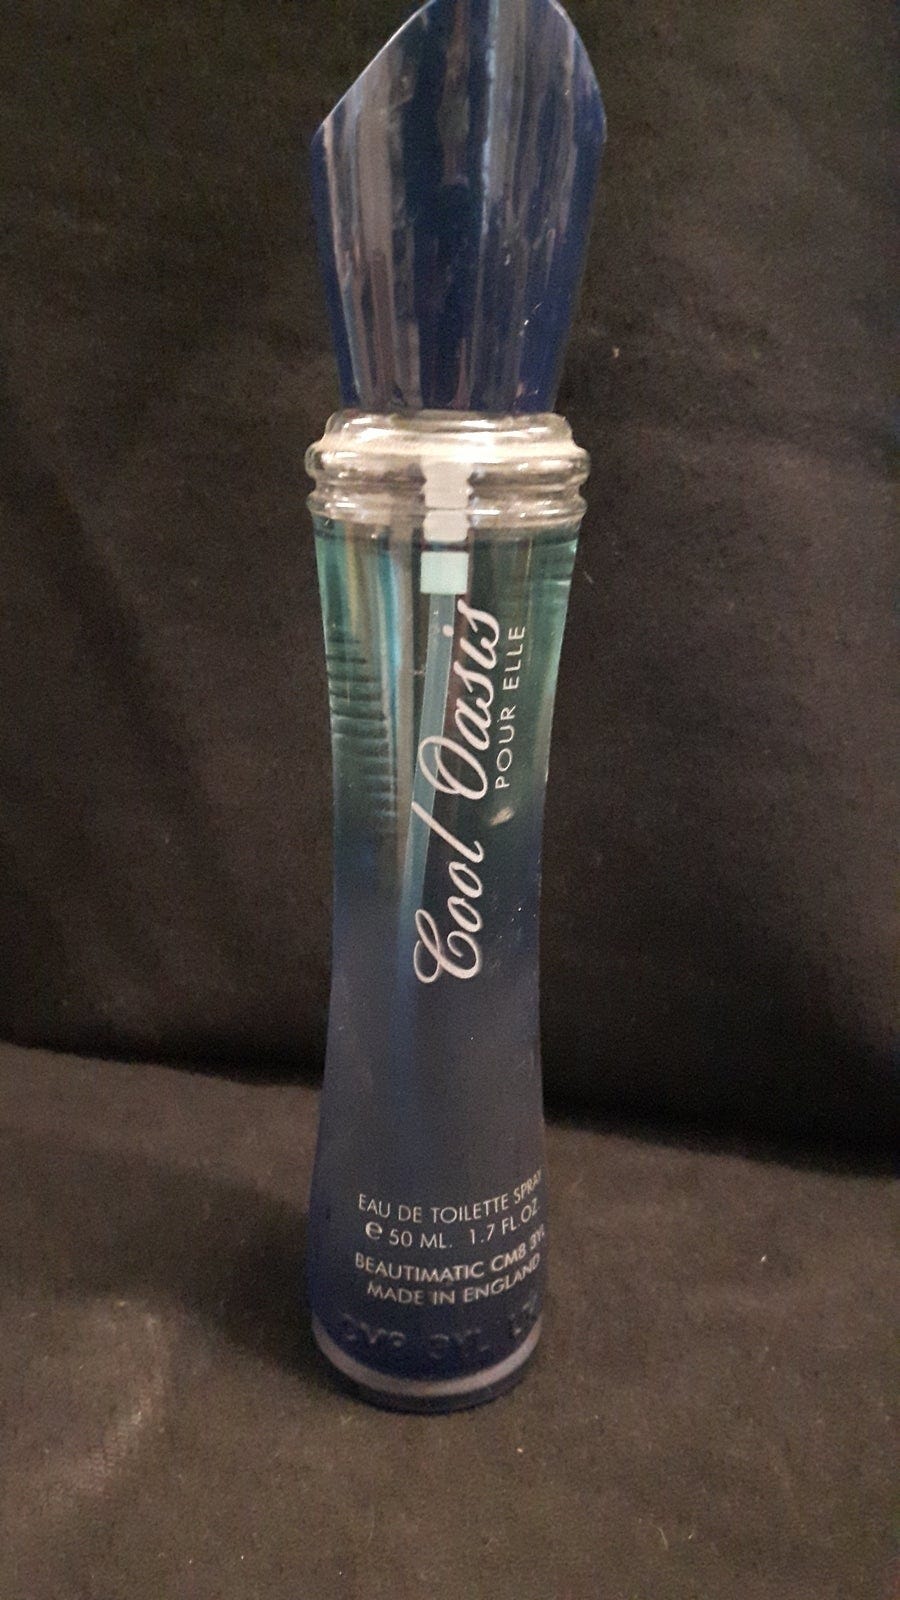 Cool Oasis
POUR ELLE
EAU DE TOILETTE SPRAY
e 50 ML. 1.7 FL.OZ.
BEAUTIMATIC CM8 3YL
MADE IN ENGLAND